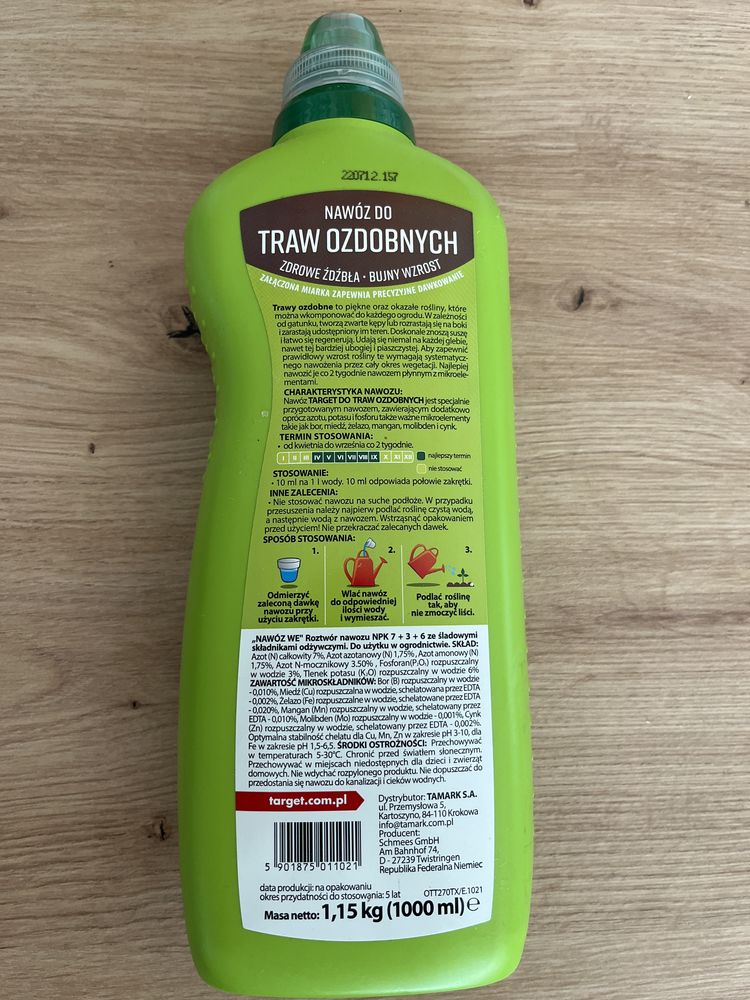 220712 157
NAWÓZ DO
TRAW OZDOBNYCH
ZDROWE ŹDŹBŁA • BUJNY WZROST
ZAŁĄCZONA MIARKA ZAPEWNIA PRECYZYJNE DAWKOWANIE
Trawy ozdobne to piękne oraz okazałe rośliny, które
można wkomponować do każdego ogrodu. W zależności
od gatunku, tworzą zwarte kępy lub rozrastają się na boki
i zarastają udostępniony im teren. Doskonale znoszą suszę
i łatwo się regenerują. Udają się niemal na każdej glebie,
nawet tej bardziej ubogiej i piaszczystej. Aby zapewnić
prawidłowy wzrost rośliny te wymagają systematycz-
nego nawożenia przez cały okres wegetacji. Najlepiej
nawozić je co 2 tygodnie nawozem płynnym z mikroele-
mentami.
CHARAKTERYSTYKA NAWOZU:
Nawóz TARGET DO TRAW OZDOBNYCH jest specjalnie
przygotowanym nawozem, zawierającym dodatkowo
oprócz azotu, potasu i fosforu także ważne mikroelementy
takie jak bor, miedź, żelazo, mangan, molibden i cynk.
TERMIN STOSOWANIA:
• od kwietnia do września co 2 tygodnie.
I II III IV V VI VII VIII IX X XI XII
najlepszy termin
nie stosować
STOSOWANIE:
• 10 ml na 1 l wody. 10 ml odpowiada połowie zakrętki.
INNE ZALECENIA:
• Nie stosować nawozu na suche podłoże. W przypadku
przesuszenia należy najpierw podlać roślinę czystą wodą,
a następnie wodą z nawozem. Wstrząsnąć opakowaniem
przed użyciem! Nie przekraczać zalecanych dawek.
SPOSÓB STOSOWANIA:
1.
Odmierzyć
zaleconą dawkę
nawozu przy
użyciu zakrętki.
2.
Wlać nawóz
do odpowiedniej
ilości wody
i wymieszać.
3.
Podlać roślinę
tak, aby
nie zmoczyć liści.
„NAWÓZ WE" Roztwór nawozu NPK 7 + 3 + 6 ze śladowymi
składnikami odżywczymi. Do użytku w ogrodnictwie. SKŁAD:
Azot (N) całkowity 7%, Azot azotanowy (N) 1,75%, Azot amonowy (N)
1,75%, Azot N-mocznikowy 3.50% , Fosforan(P₂O₅) rozpuszczalny
w wodzie 3%, Tlenek potasu (K₂O) rozpuszczalny w wodzie 6%
ZAWARTOŚĆ MIKROSKŁADNIKÓW: Bor (B) rozpuszczalny w wodzie
- 0,010%, Miedź (Cu) rozpuszczalna w wodzie, schelatowana przez EDTA
- 0,002%, Żelazo (Fe) rozpuszczalne w wodzie, schelatowane przez EDTA
- 0,020%, Mangan (Mn) rozpuszczalny w wodzie, schelatowany przez
EDTA - 0,010%, Molibden (Mo) rozpuszczalny w wodzie - 0,001%, Cynk
(Zn) rozpuszczalny w wodzie, schelatowany przez EDTA - 0,002%.
Optymalna stabilność chelatu dla Cu, Mn, Zn w zakresie pH 3-10, dla
Fe w zakresie pH 1,5-6,5. ŚRODKI OSTROŻNOŚCI: Przechowywać
w temperaturach 5-30°C. Chronić przed światłem słonecznym.
Przechowywać w miejscach niedostępnych dla dzieci i zwierząt
domowych. Nie wdychać rozpylonego produktu. Nie dopuszczać do
przedostania się nawozu do kanalizacji i cieków wodnych.
target.com.pl
Dystrybutor: TAMARK S.A.
ul. Przemysłowa 5,
Kartoszyno, 84-110 Krokowa
info@tamark.com.pl
Producent:
Schmees GmbH
Am Bahnhof 74,
D - 27239 Twistringen
Republika Federalna Niemiec
5 901875 011021
data produkcji: na opakowaniu
okres przydatności do stosowania: 5 lat
OTT270TX/E.1021
Masa netto: 1,15 kg (1000 ml) ℮